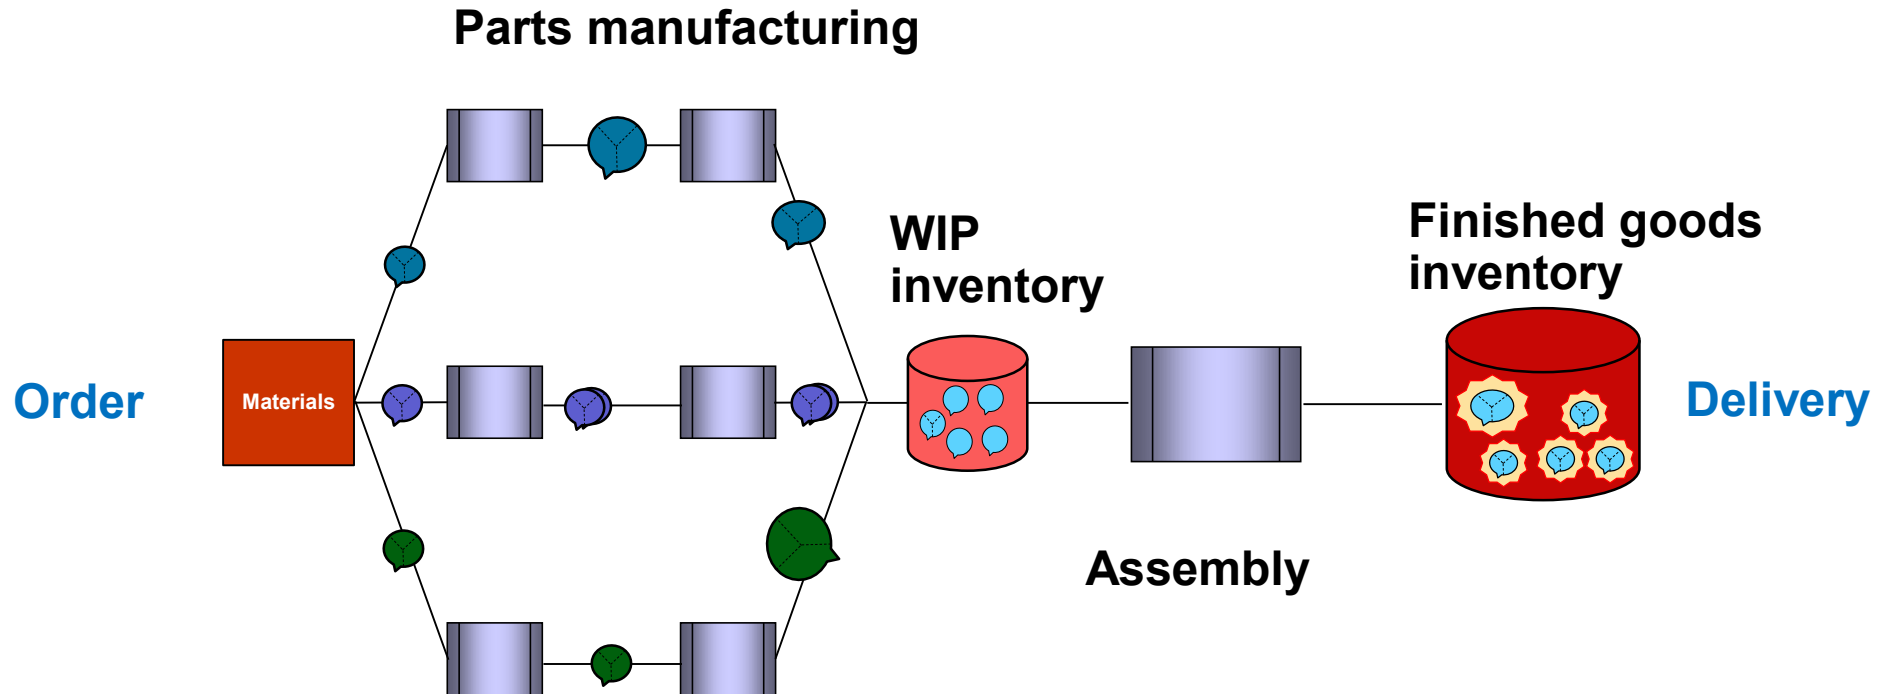 Parts manufacturing
WIP
inventory
Finished goods
inventory
Order
Materials
Delivery
Assembly